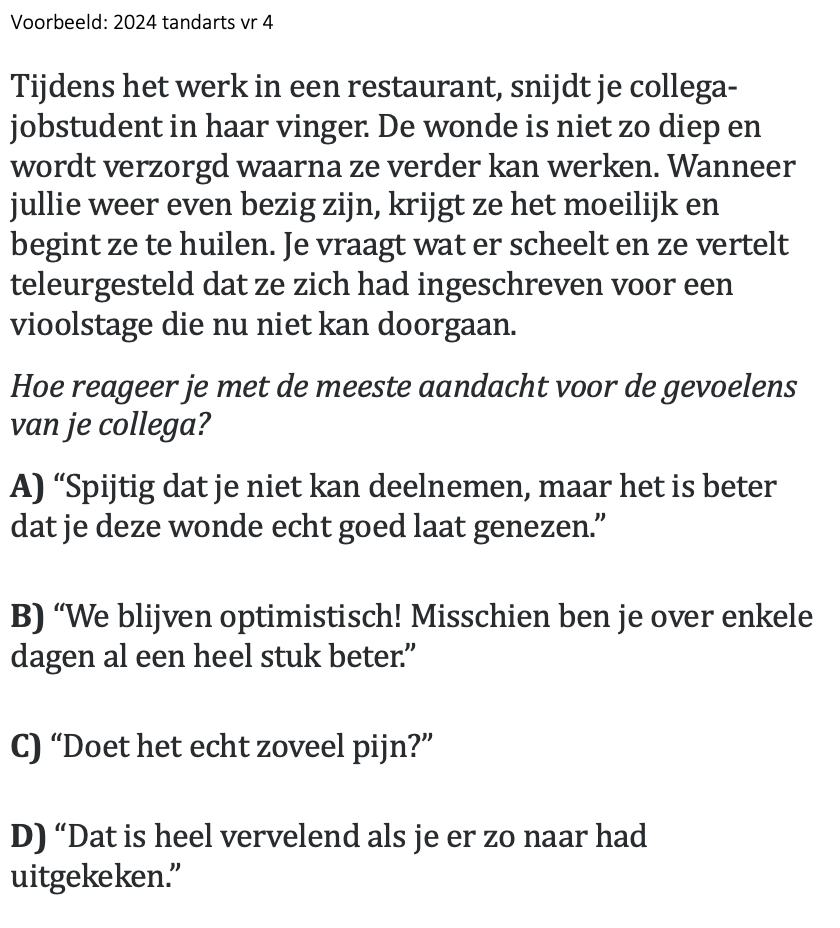 Voorbeeld: 2024 tandarts vr 4
Tijdens het werk in een restaurant, snijdt je collega-
jobstudent in haar vinger. De wonde is niet zo diep en
wordt verzorgd waarna ze verder kan werken. Wanneer
jullie weer even bezig zijn, krijgt ze het moeilijk en
begint ze te huilen. Je vraagt wat er scheelt en ze vertelt
teleurgesteld dat ze zich had ingeschreven voor een
vioolstage die nu niet kan doorgaan.
Hoe reageer je met de meeste aandacht voor de gevoelens
van je collega?
A) “Spijtig dat je niet kan deelnemen, maar het is beter
dat je deze wonde echt goed laat genezen.”
B) “We blijven optimistisch! Misschien ben je over enkele
dagen al een heel stuk beter.”
C) “Doet het echt zoveel pijn?”
D) “Dat is heel vervelend als je er zo naar had
uitgekeken.”